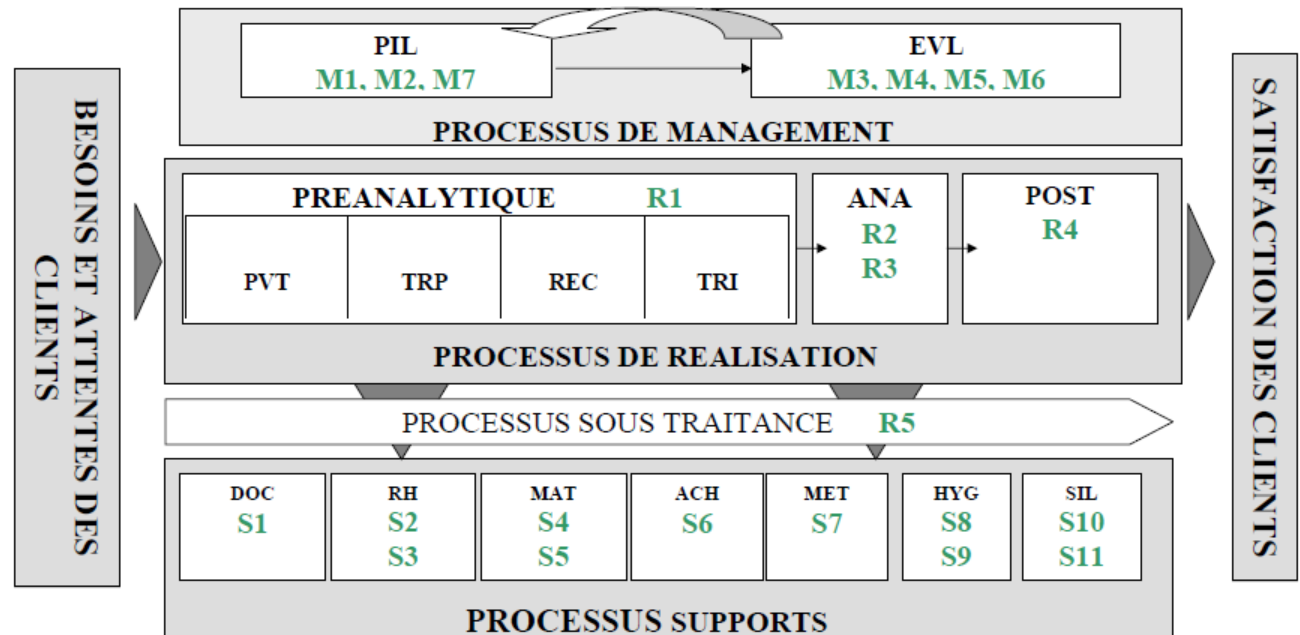 BESOINS ET ATTENTES DES
CLIENTS
PIL
M1, M2, M7
EVL
M3, M4, M5, M6
PROCESSUS DE MANAGEMENT
PREANALYTIQUE R1
PVT
TRP
REC
TRI
ANA
R2
R3
POST
R4
PROCESSUS DE REALISATION
PROCESSUS SOUS TRAITANCE R5
DOC
S1
RH
S2
S3
MAT
S4
S5
ACH
S6
MET
S7
HYG
S8
S9
SIL
S10
S11
PROCESSUS SUPPORTS
SATISFACTION DES CLIENTS